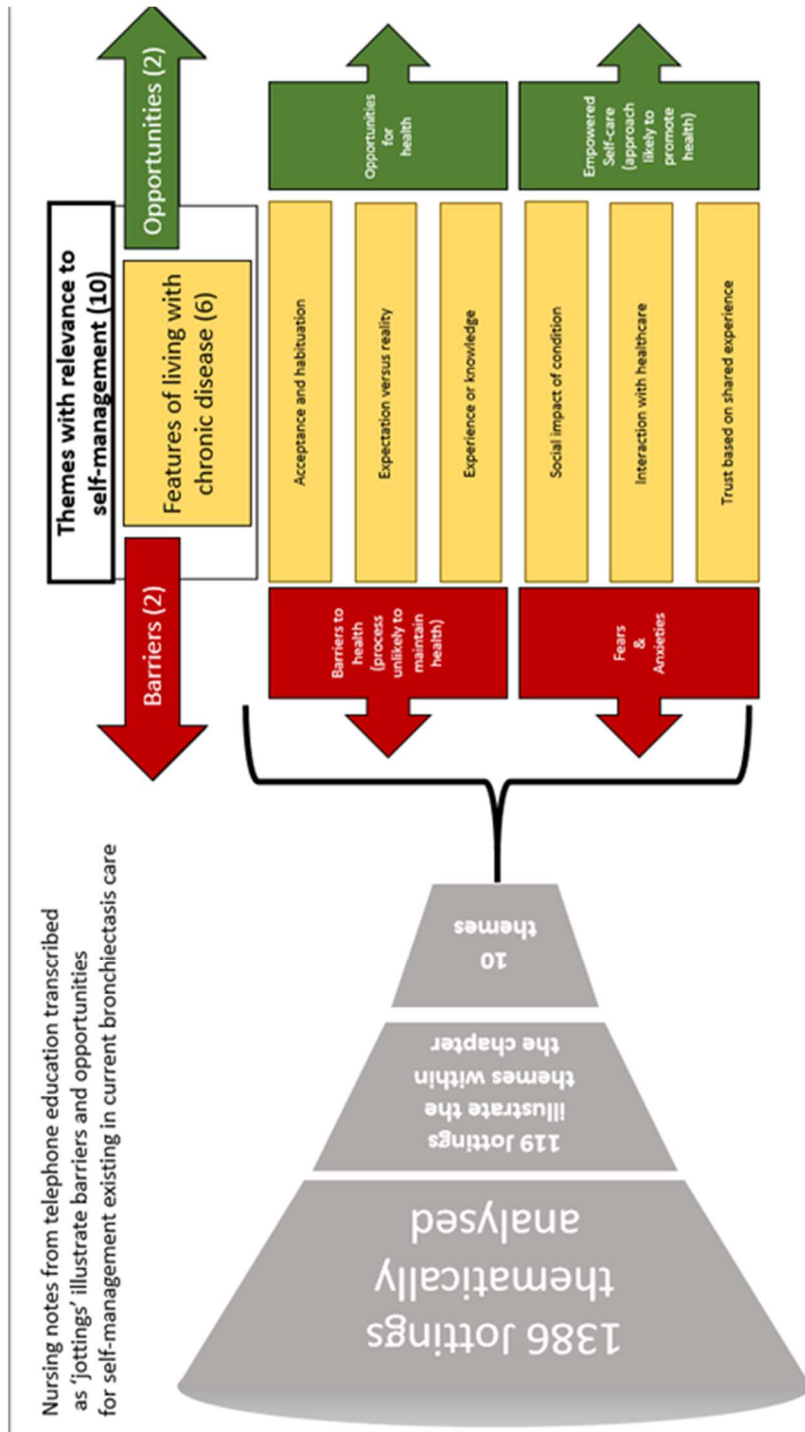 Nursing notes from telephone education transcribed
as ‘jottings’ illustrate barriers and opportunities
for self-management existing in current bronchiectasis care
1386 Jottings
thematically
analysed
119 Jottings
illustrate the
themes within
the chapter
10
themes
Themes with relevance to
self-management (10)
Barriers (2)
Features of living with
chronic disease (6)
Opportunities (2)
Barriers to
health
(process
unlikely to
maintain
health)
Acceptance and habituation
Expectation versus reality
Experience or knowledge
Opportunities
for
health
Fears
&
Anxieties
Social impact of condition
Interaction with healthcare
Trust based on shared experience
Empowered
Self-care
(approach
likely to
promote
health)